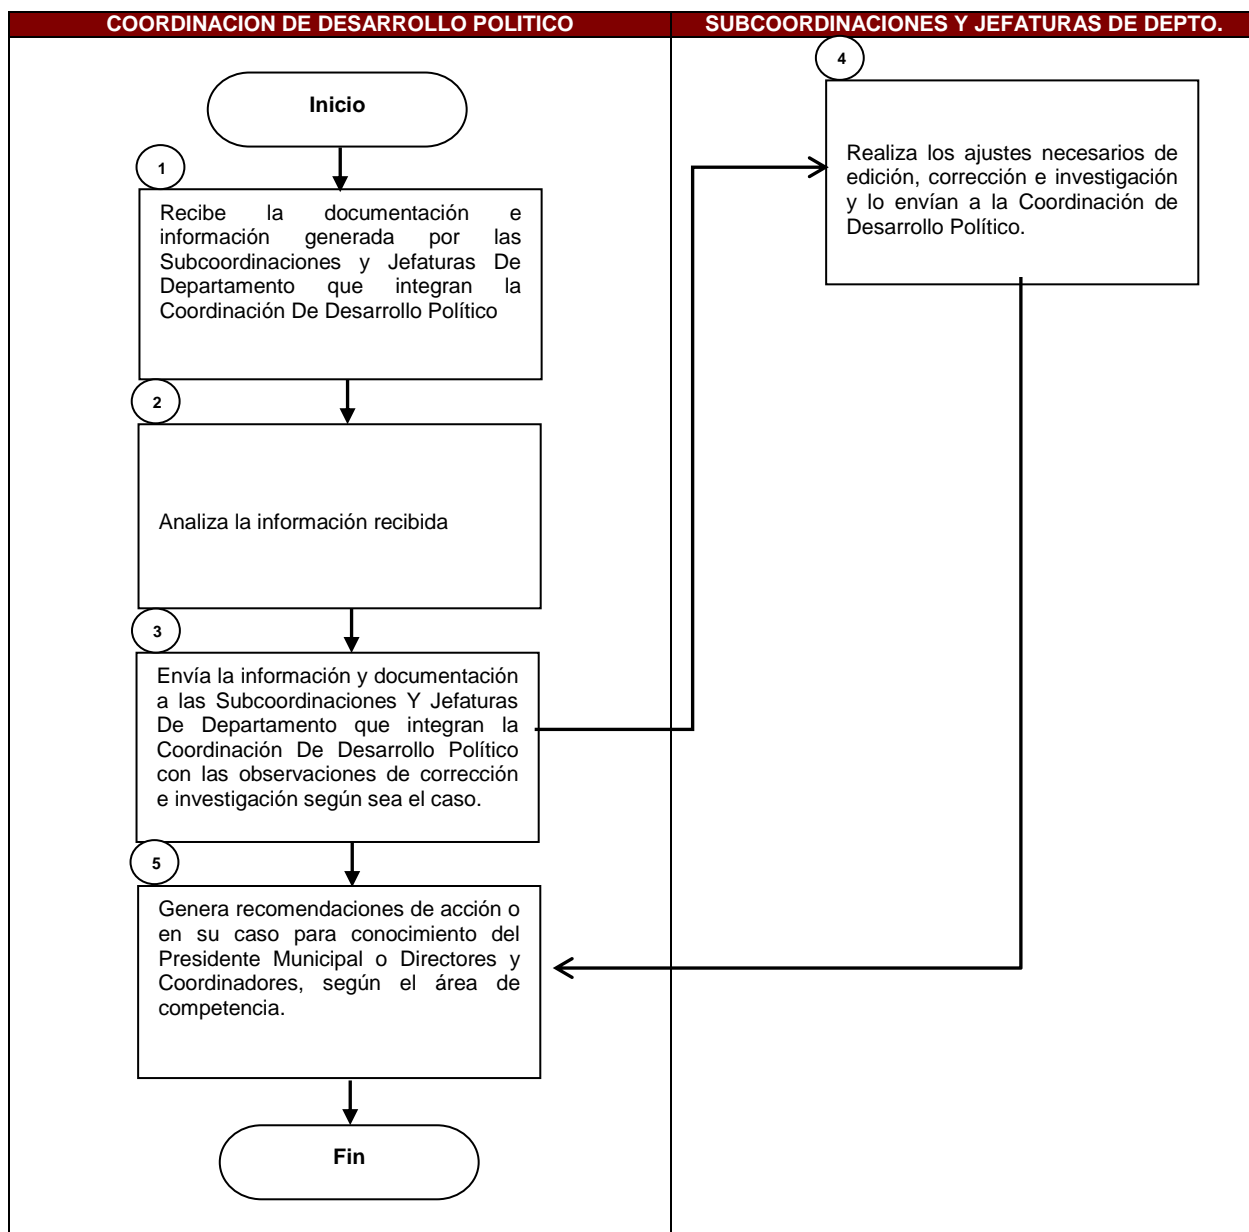 COORDINACION DE DESARROLLO POLITICO
SUBCOORDINACIONES Y JEFATURAS DE DEPTO.
Inicio
1
Recibe la documentación e
información generada por las
Subcoordinaciones y Jefaturas De
Departamento que integran la
Coordinación De Desarrollo Político
2
Analiza la información recibida
3
Envía la información y documentación
a las Subcoordinaciones Y Jefaturas
De Departamento que integran la
Coordinación De Desarrollo Político
con las observaciones de corrección
e investigación según sea el caso.
4
Realiza los ajustes necesarios de
edición, corrección e investigación
y lo envían a la Coordinación de
Desarrollo Político.
5
Genera recomendaciones de acción o
en su caso para conocimiento del
Presidente Municipal o Directores y
Coordinadores, según el área de
competencia.
Fin